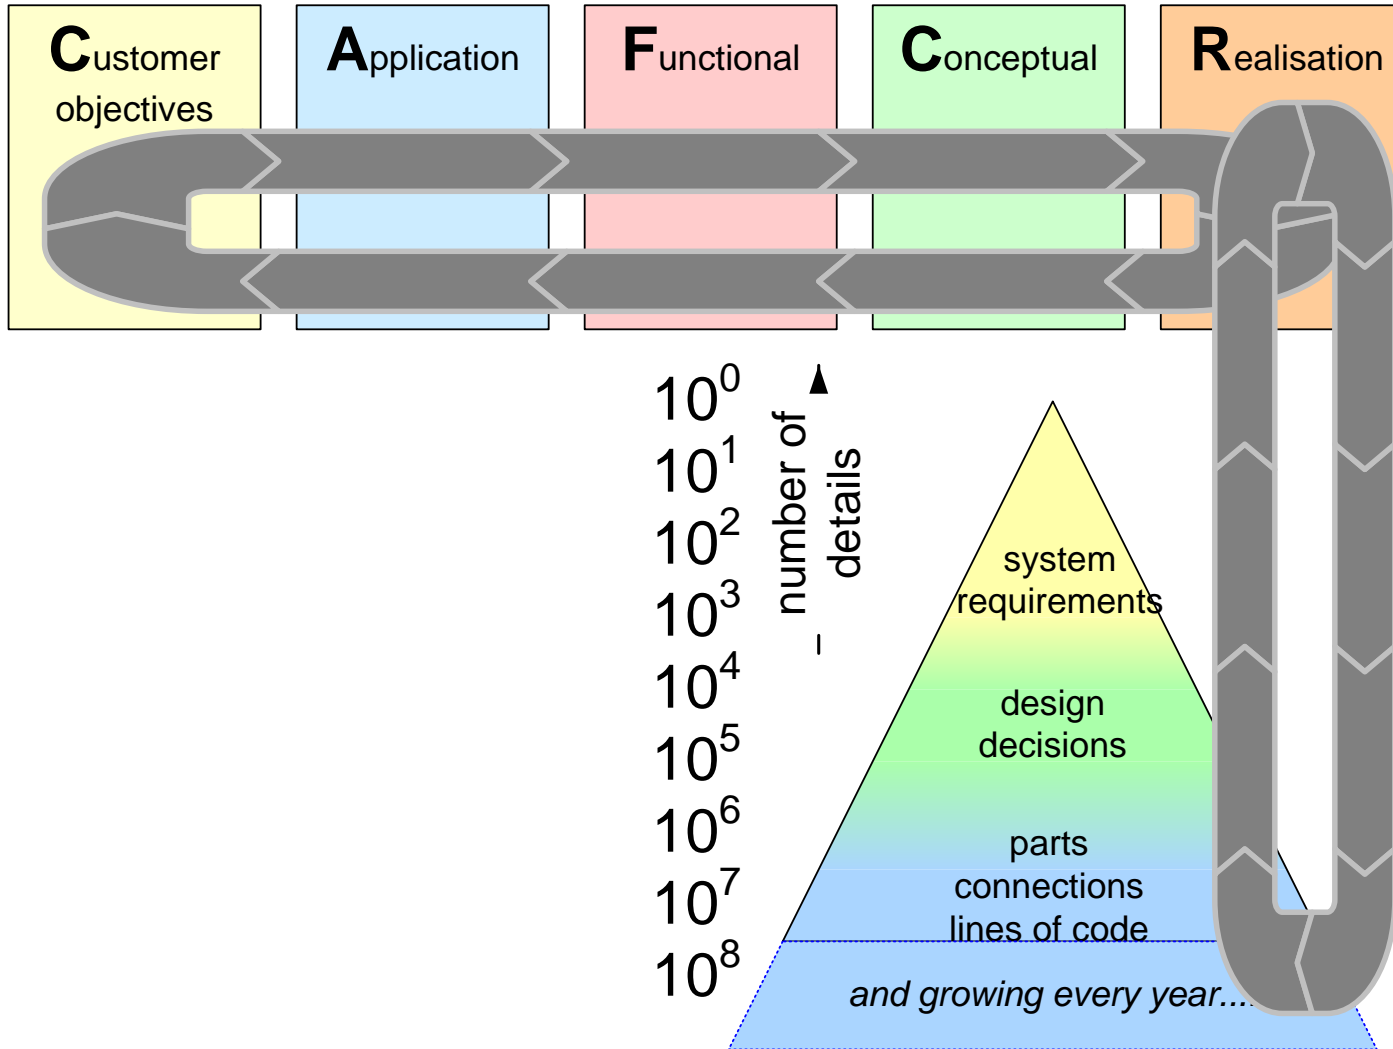 Customer
objectives
Application
Functional
Conceptual
Realisation
10^0
10^1
10^2
10^3
10^4
10^5
10^6
10^7
10^8
number of
details
system
requirements
design
decisions
parts
connections
lines of code
and growing every year....